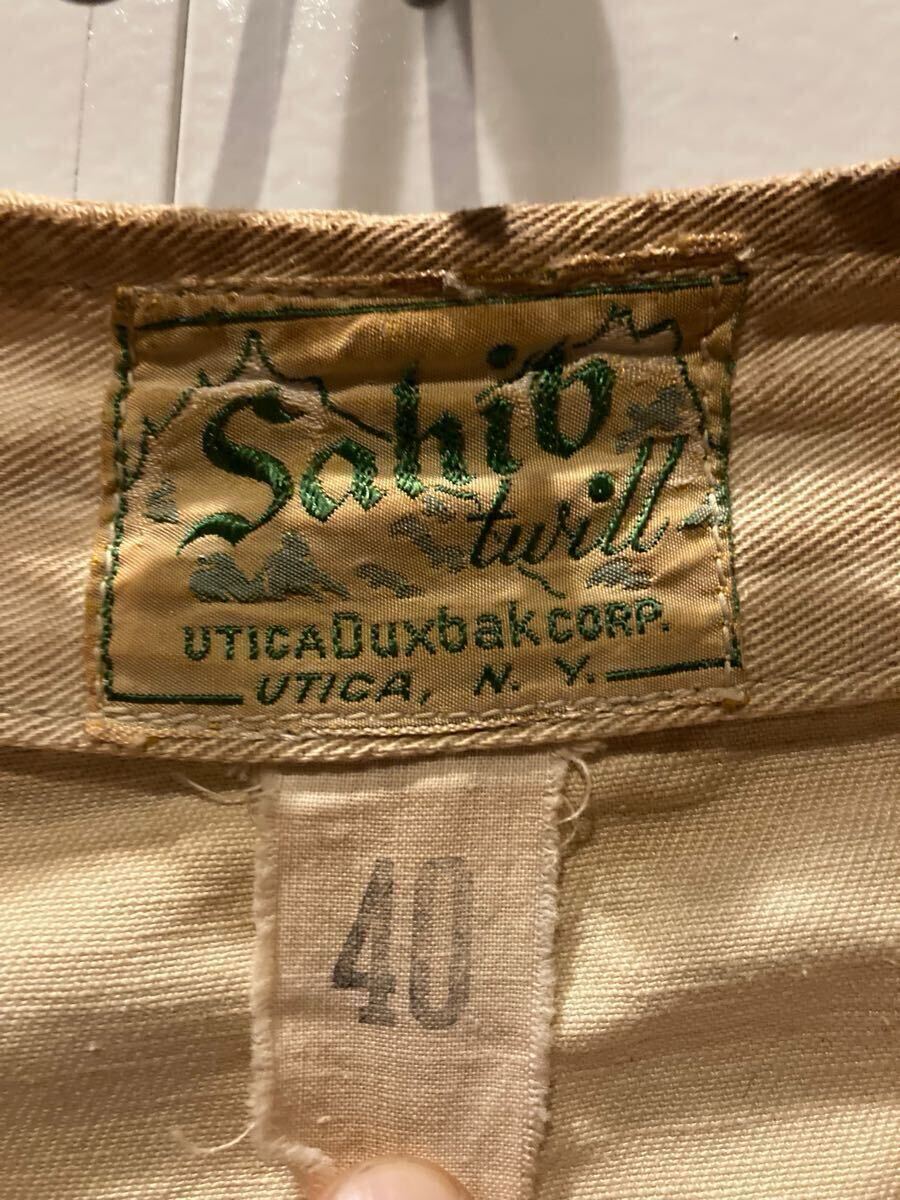 Sahib
twill
UTICA Duxbak CORP.
UTICA, N. Y.
40